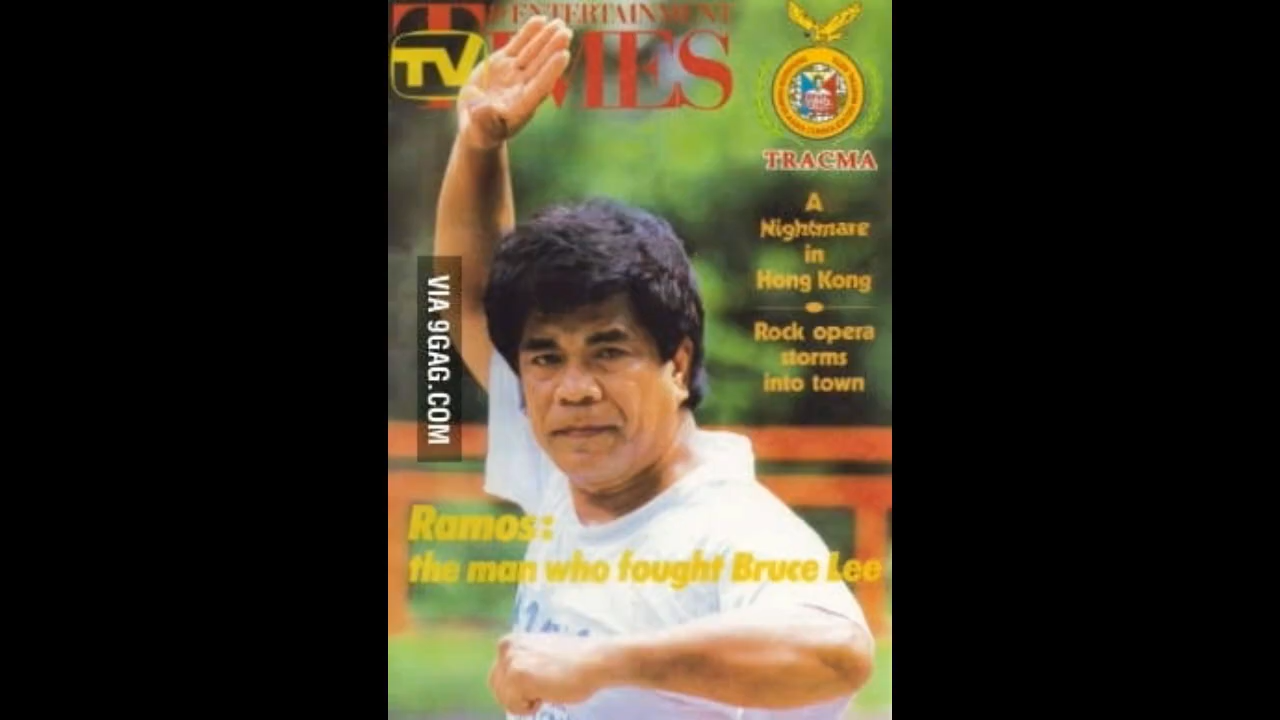 ENTERTAINMENT
TV
TIMES
TRACMA
A
Nightmare
in
Hong Kong
Rock opera
storms
into town
VIA 9GAG.COM
Ramos:
the man who fought Bruce Lee